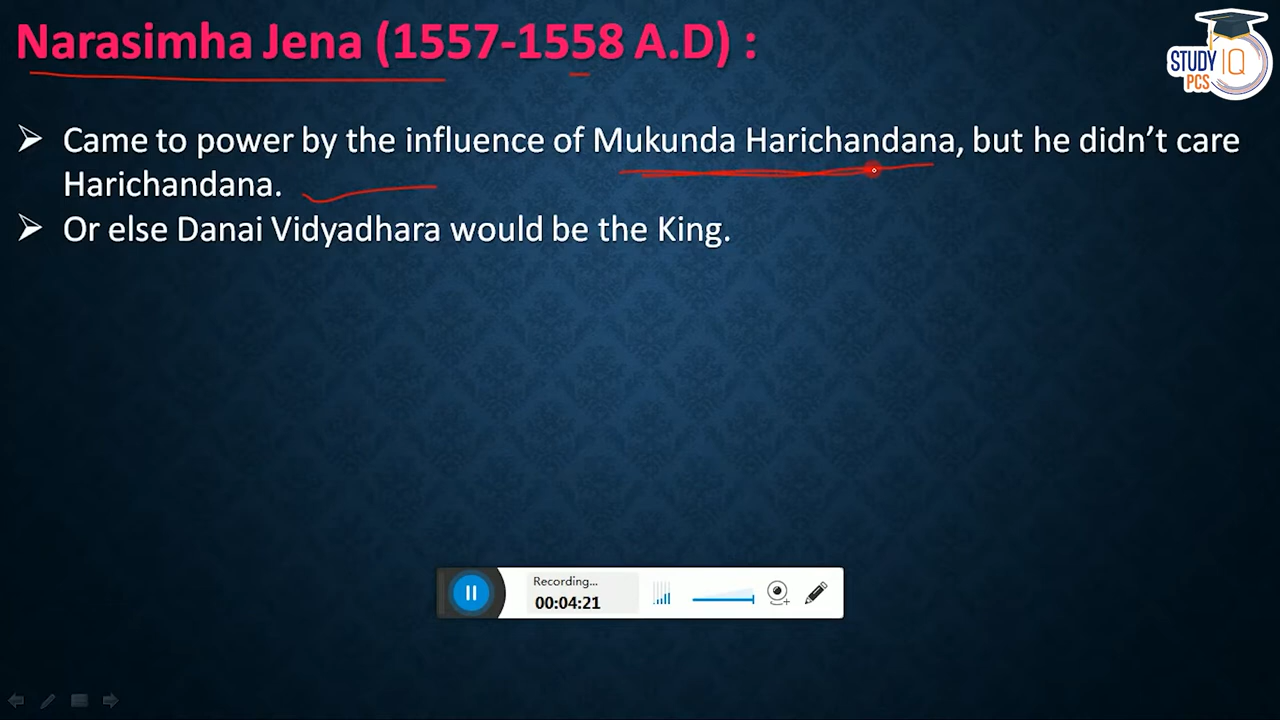 Narasimha Jena (1557-1558 A.D) :
STUDY IQ
PCS
➢ Came to power by the influence of Mukunda Harichandana, but he didn't care
Harichandana.
➢ Or else Danai Vidyadhara would be the King.
Recording...
00:04:21